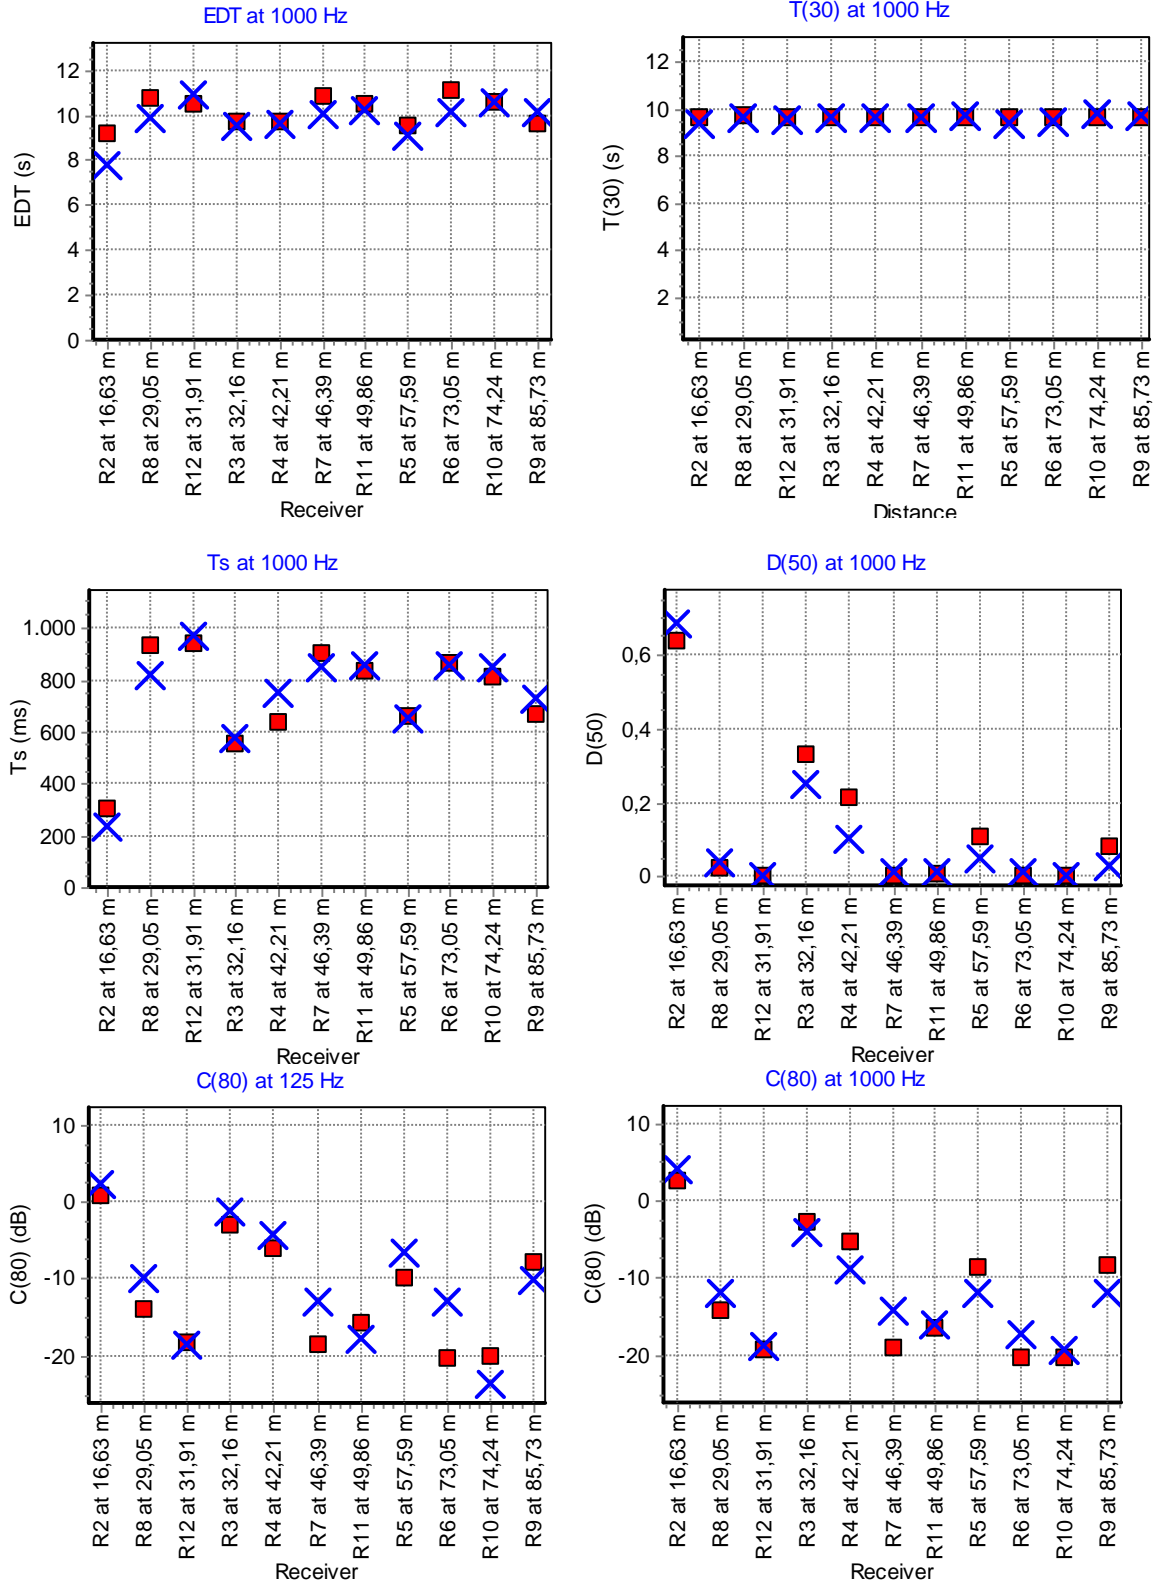 EDT at 1000 Hz
12
10
8
6
4
2
0
EDT (s)
R2 at 16,63 m
R8 at 29,05 m
R12 at 31,91 m
R3 at 32,16 m
R4 at 42,21 m
R7 at 46,39 m
R11 at 49,86 m
R5 at 57,59 m
R6 at 73,05 m
R10 at 74,24 m
R9 at 85,73 m
Receiver
T(30) at 1000 Hz
12
10
8
6
4
2
T(30) (s)
R2 at 16,63 m
R8 at 29,05 m
R12 at 31,91 m
R3 at 32,16 m
R4 at 42,21 m
R7 at 46,39 m
R11 at 49,86 m
R5 at 57,59 m
R6 at 73,05 m
R10 at 74,24 m
R9 at 85,73 m
Distance
Ts at 1000 Hz
1.000
800
600
400
200
0
Ts (ms)
R2 at 16,63 m
R8 at 29,05 m
R12 at 31,91 m
R3 at 32,16 m
R4 at 42,21 m
R7 at 46,39 m
R11 at 49,86 m
R5 at 57,59 m
R6 at 73,05 m
R10 at 74,24 m
R9 at 85,73 m
Receiver
D(50) at 1000 Hz
0,6
0,4
0,2
0
D(50)
R2 at 16,63 m
R8 at 29,05 m
R12 at 31,91 m
R3 at 32,16 m
R4 at 42,21 m
R7 at 46,39 m
R11 at 49,86 m
R5 at 57,59 m
R6 at 73,05 m
R10 at 74,24 m
R9 at 85,73 m
Receiver
C(80) at 125 Hz
10
0
-10
-20
C(80) (dB)
R2 at 16,63 m
R8 at 29,05 m
R12 at 31,91 m
R3 at 32,16 m
R4 at 42,21 m
R7 at 46,39 m
R11 at 49,86 m
R5 at 57,59 m
R6 at 73,05 m
R10 at 74,24 m
R9 at 85,73 m
Receiver
C(80) at 1000 Hz
10
0
-10
-20
C(80) (dB)
R2 at 16,63 m
R8 at 29,05 m
R12 at 31,91 m
R3 at 32,16 m
R4 at 42,21 m
R7 at 46,39 m
R11 at 49,86 m
R5 at 57,59 m
R6 at 73,05 m
R10 at 74,24 m
R9 at 85,73 m
Receiver